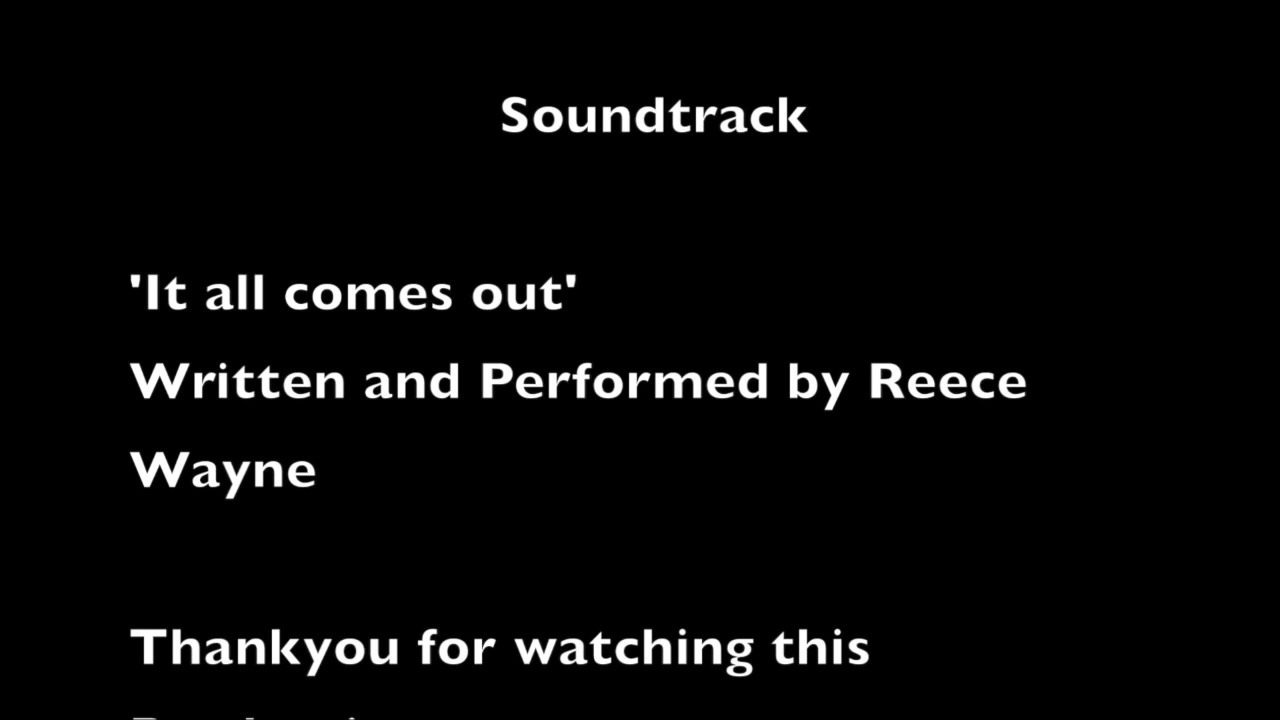 Soundtrack
'It all comes out'
Written and Performed by Reece
Wayne
Thankyou for watching this